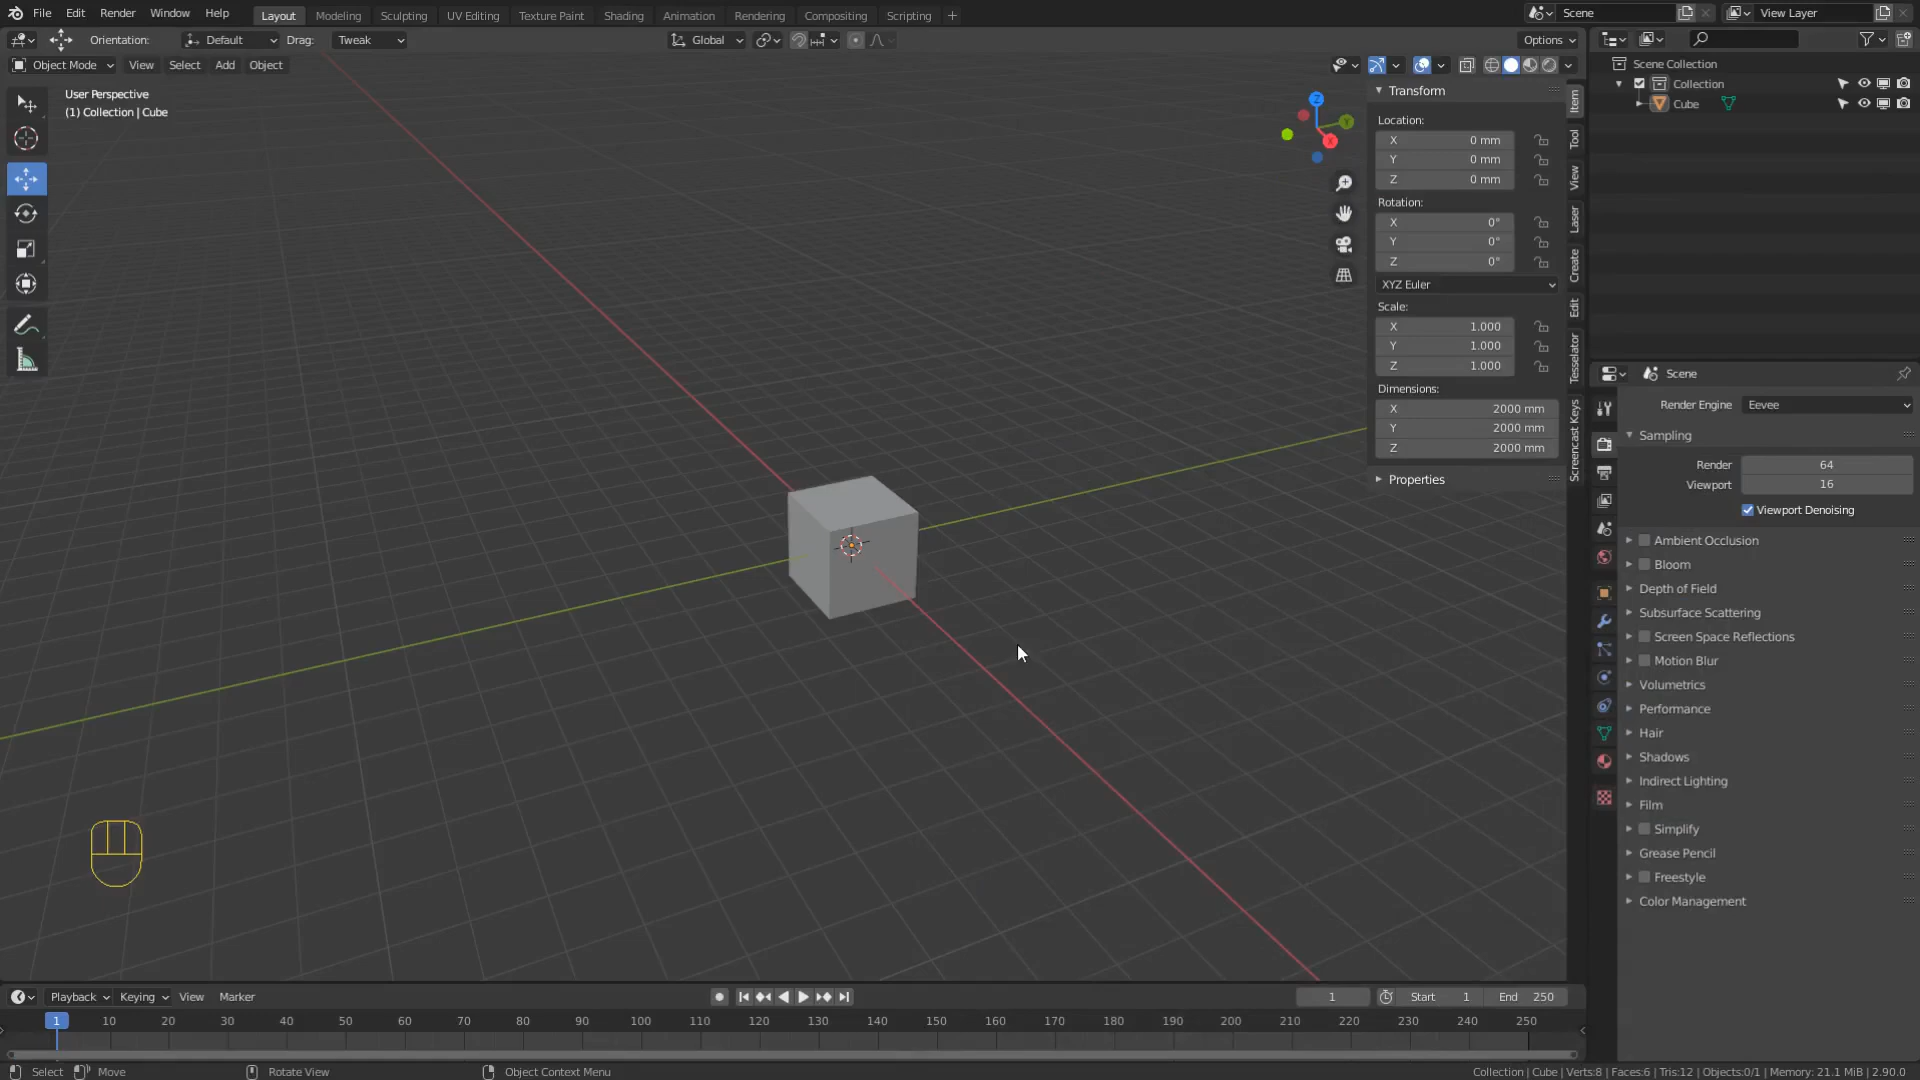 File Edit Render Window Help Layout Modeling Sculpting UV Editing Texture Paint Shading Animation Rendering Compositing Scripting + Scene View Layer
Orientation: Default Drag: Tweak Global Options
Object Mode View Select Add Object
User Perspective
(1) Collection | Cube
Z
Y
X
Transform
Location:
X 0 mm
Y 0 mm
Z 0 mm
Rotation:
X 0°
Y 0°
Z 0°
XYZ Euler
Scale:
X 1.000
Y 1.000
Z 1.000
Dimensions:
X 2000 mm
Y 2000 mm
Z 2000 mm
Properties
Item
Tool
View
Laser
Create
Edit
Tesselator
Screencast Keys
Scene Collection
Collection
Cube
Scene
Render Engine Eevee
Sampling
Render 64
Viewport 16
Viewport Denoising
Ambient Occlusion
Bloom
Depth of Field
Subsurface Scattering
Screen Space Reflections
Motion Blur
Volumetrics
Performance
Hair
Shadows
Indirect Lighting
Film
Simplify
Grease Pencil
Freestyle
Color Management
Playback Keying View Marker 1 Start 1 End 250
1 10 20 30 40 50 60 70 80 90 100 110 120 130 140 150 160 170 180 190 200 210 220 230 240 250
Select Move Rotate View Object Context Menu Collection | Cube | Verts:8 | Faces:6 | Tris:12 | Objects:0/1 | Memory: 21.1 MiB | 2.90.0